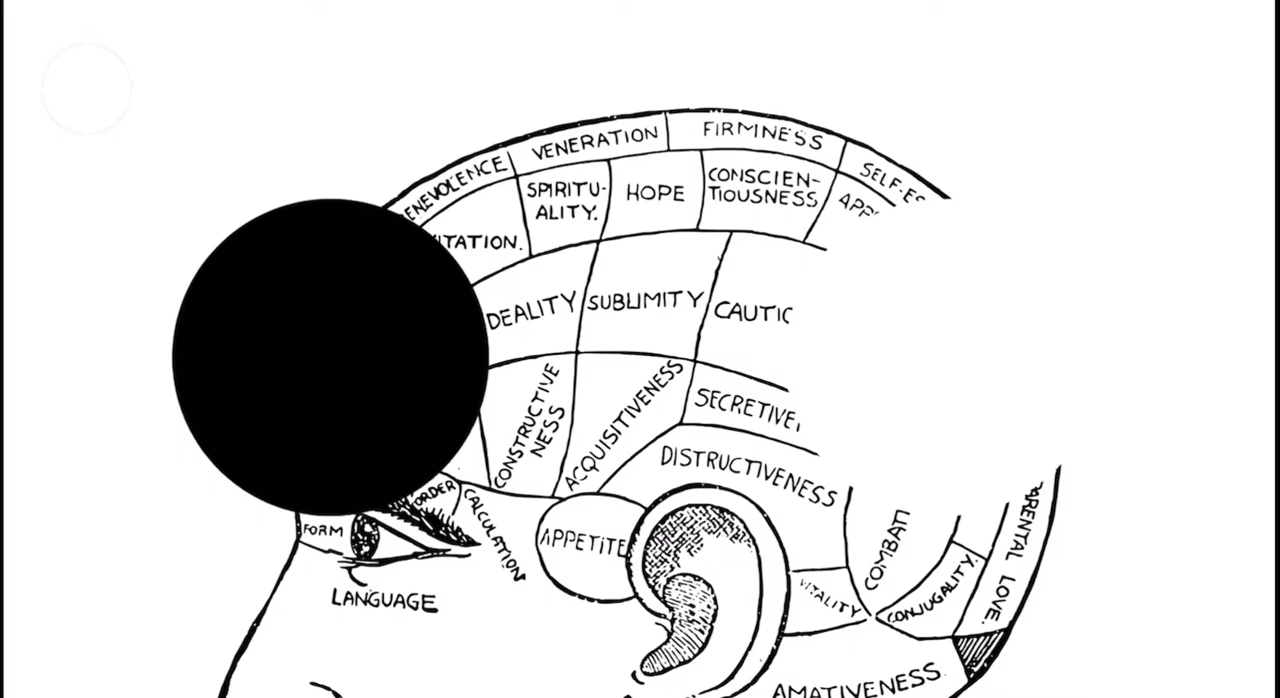 VENERATION
FIRMNESS
ENEVOLENCE
SELF-ES
SPIRITU-
ALITY.
HOPE
CONSCIEN-
TIOUSNESS
APP
ITATION.
DEALITY
SUBLIMITY
CAUTIC
CONSTRUCTIVE
NESS
ACQUISITIVENESS
SECRETIVE
DISTRUCTIVENESS
ORDER
CALCULATION
FORM
APPETITE
COMBATI
PARENTAL LOVE.
VITALITY
CONJUGALITY
LANGUAGE
AMATIVENESS